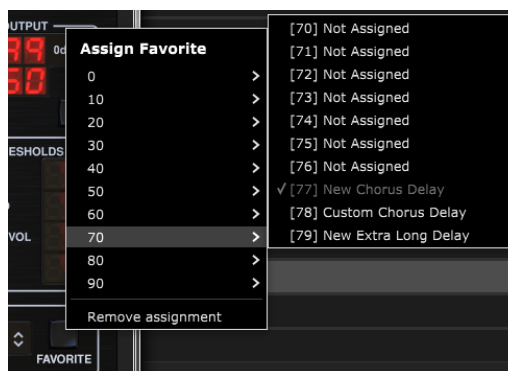 OUTPUT
0d
ESHOLDS
VOL
FAVORITE
Assign Favorite
0
10
20
30
40
50
60
70
80
90
Remove assignment
[70] Not Assigned
[71] Not Assigned
[72] Not Assigned
[73] Not Assigned
[74] Not Assigned
[75] Not Assigned
[76] Not Assigned
✓ [77] New Chorus Delay
[78] Custom Chorus Delay
[79] New Extra Long Delay